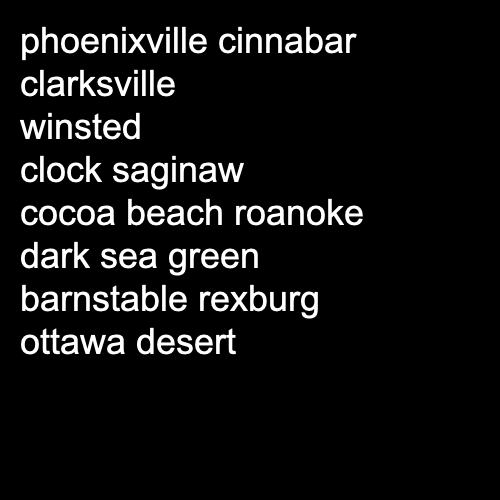 phoenixville cinnabar
clarksville
winsted
clock saginaw
cocoa beach roanoke
dark sea green
barnstable rexburg
ottawa desert